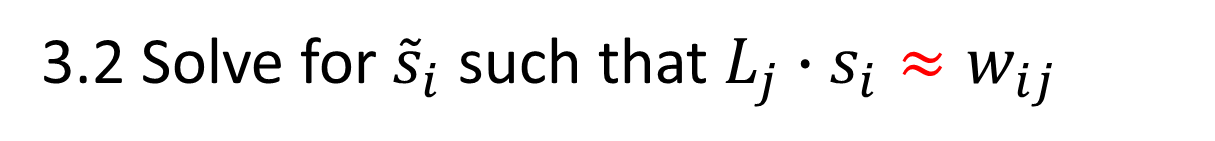 3.2 Solve for s̃ᵢ such that Lⱼ · sᵢ ≈ wᵢⱼ